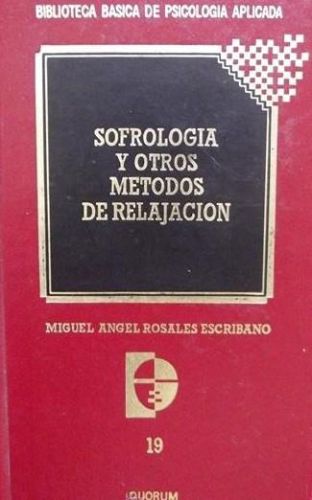 BIBLIOTECA BASICA DE PSICOLOGIA APLICADA
SOFROLOGIA
Y OTROS
METODOS
DE RELAJACION
MIGUEL ANGEL ROSALES ESCRIBANO
19
QUORUM